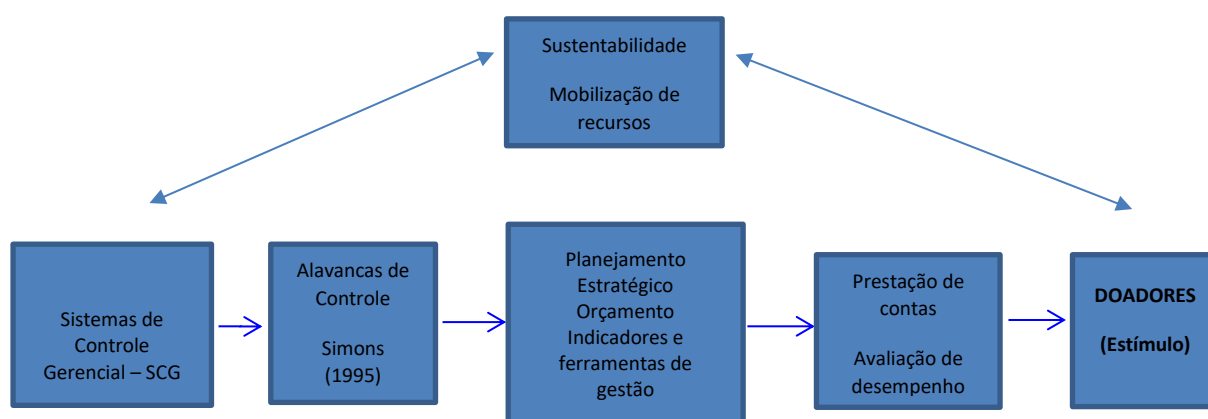 Sustentabilidade
Mobilização de
recursos
Sistemas de
Controle
Gerencial – SCG
Alavancas de
Controle
Simons
(1995)
Planejamento
Estratégico
Orçamento
Indicadores e
ferramentas de
gestão
Prestação de
contas
Avaliação de
desempenho
DOADORES
(Estímulo)